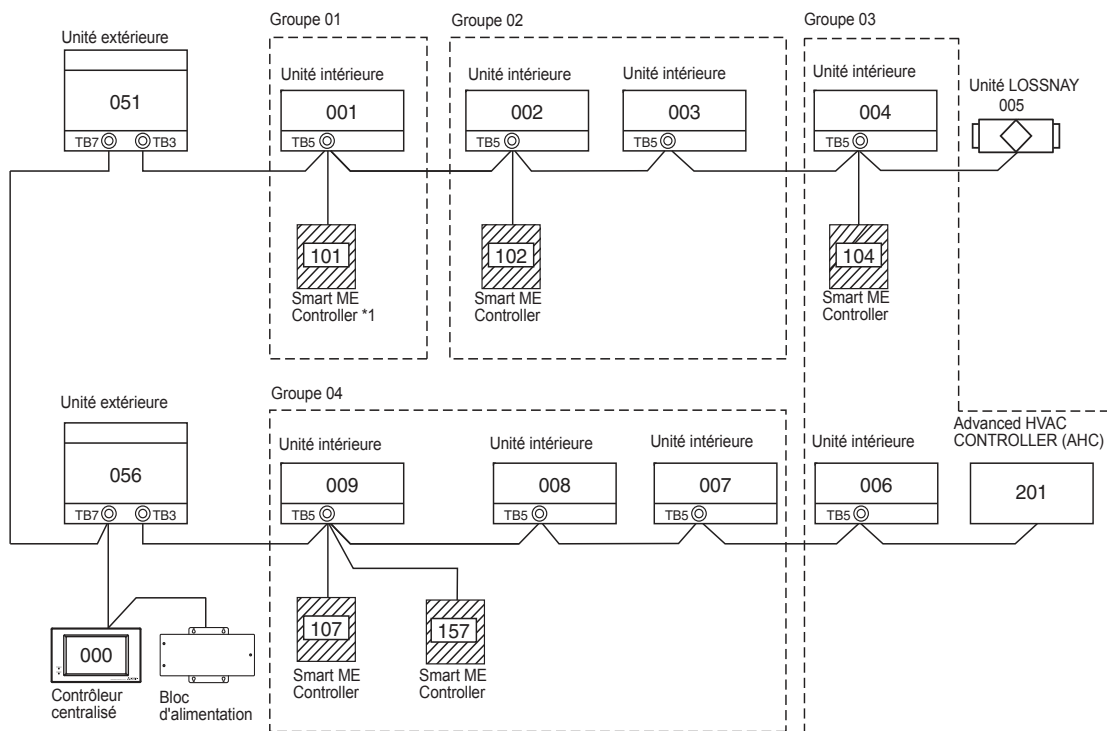 Groupe 01
Groupe 02
Groupe 03
Unité extérieure
Unité intérieure
Unité intérieure
Unité intérieure
Unité intérieure
Unité LOSSNAY
005
051
001
002
003
004
TB7
TB3
TB5
TB5
TB5
TB5
101
102
104
Smart ME
Controller *1
Smart ME
Controller
Smart ME
Controller
Groupe 04
Unité extérieure
Unité intérieure
Unité intérieure
Unité intérieure
Unité intérieure
Advanced HVAC
CONTROLLER (AHC)
056
009
008
007
006
201
TB7
TB3
TB5
TB5
TB5
TB5
107
157
000
Smart ME
Controller
Smart ME
Controller
Contrôleur
centralisé
Bloc
d'alimentation